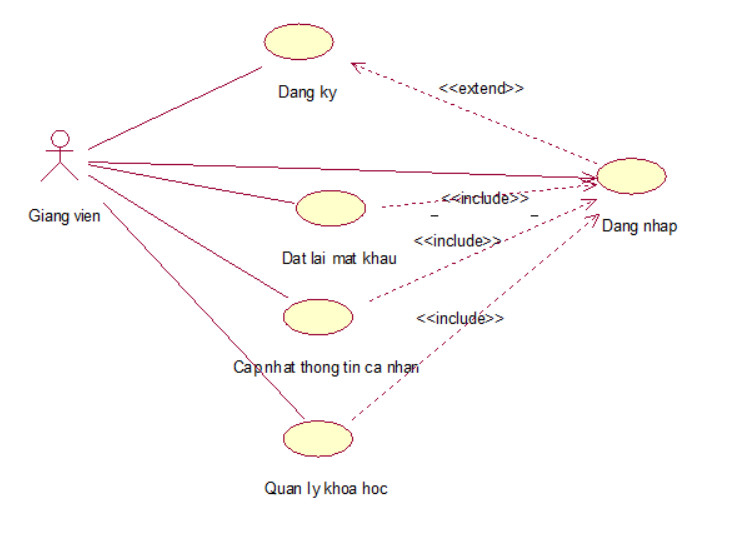 Dang ky
<<extend>>
Giang vien
<<include>>
Dang nhap
Dat lai mat khau
<<include>>
<<include>>
Cap nhat thong tin ca nhan
Quan ly khoa hoc